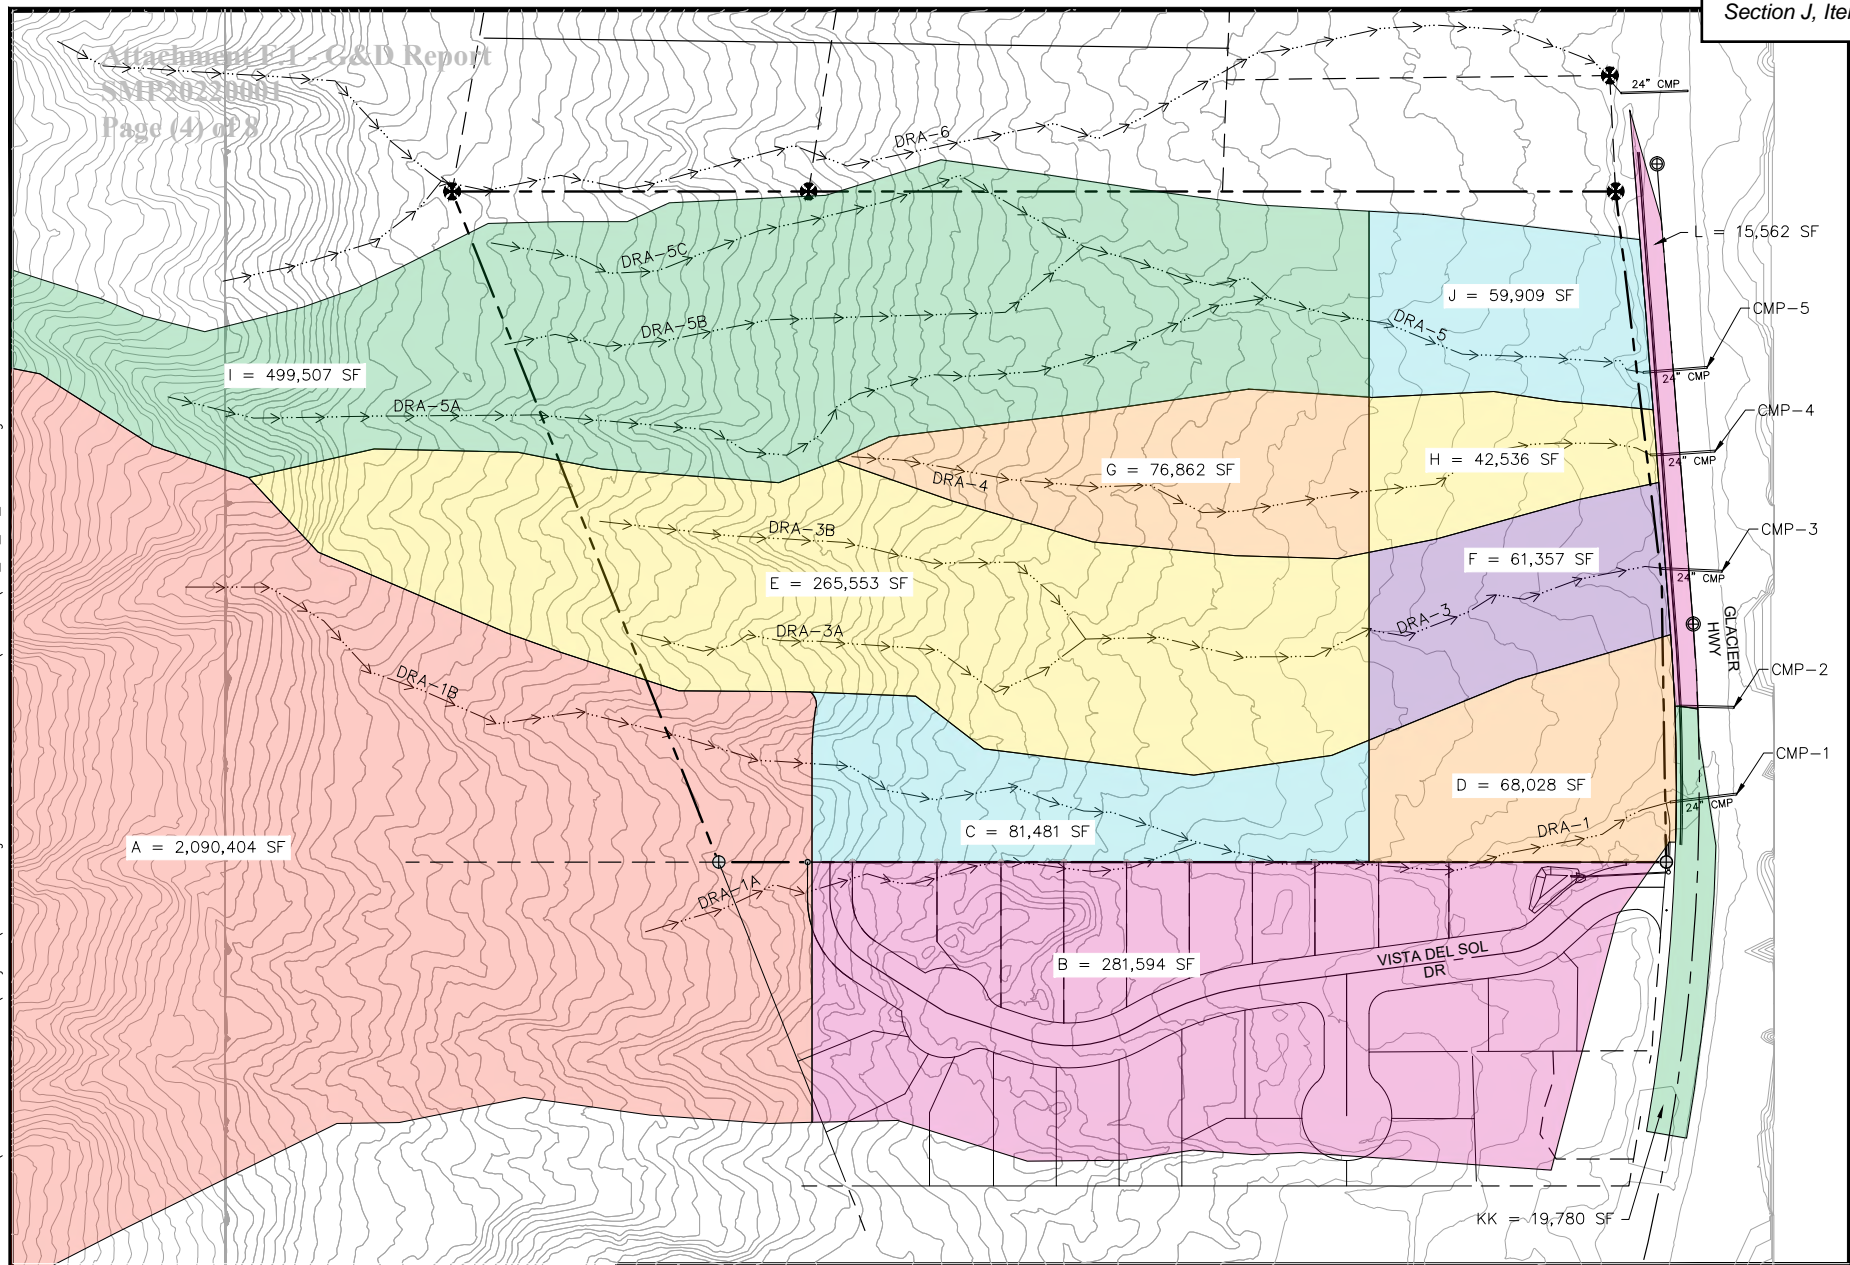 Section J, Ite
Attachment F.1 - G&D Report
SMP20220001
Page (4) of 8
24" CMP
DRA-6
L = 15,562 SF
DRA-5C
J = 59,909 SF
CMP-5
DRA-5B
DRA-5
I = 499,507 SF
24" CMP
DRA-5A
CMP-4
G = 76,862 SF
H = 42,536 SF
24" CMP
DRA-4
DRA-3B
CMP-3
E = 265,553 SF
F = 61,357 SF
24" CMP
DRA-3
DRA-3A
GLACIER
HWY
DRA-1B
CMP-2
CMP-1
D = 68,028 SF
24" CMP
C = 81,481 SF
DRA-1
A = 2,090,404 SF
DRA-1A
B = 281,594 SF
VISTA DEL SOL
DR
KK = 19,780 SF